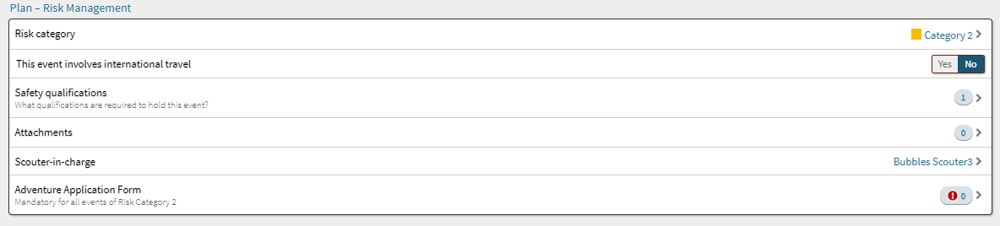 Plan – Risk Management
Risk category
Category 2
This event involves international travel
Yes No
Safety qualifications
What qualifications are required to hold this event?
1
Attachments
0
Scouter-in-charge
Bubbles Scouter3
Adventure Application Form
Mandatory for all events of Risk Category 2
0